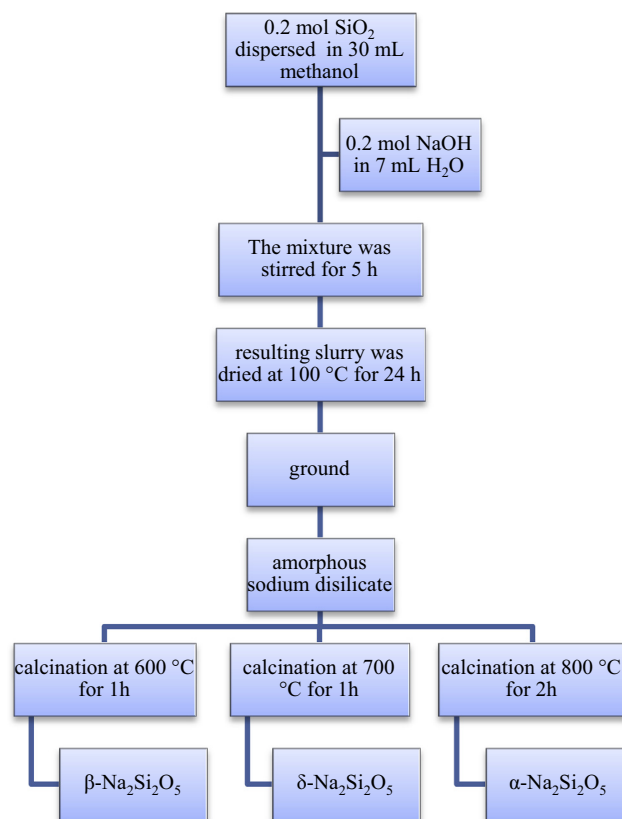 0.2 mol SiO₂
dispersed in 30 mL
methanol
0.2 mol NaOH
in 7 mL H₂O
The mixture was
stirred for 5 h
resulting slurry was
dried at 100 °C for 24 h
ground
amorphous
sodium disilicate
calcination at 600 °C
for 1h
calcination at 700
°C for 1h
calcination at 800 °C
for 2h
β-Na₂Si₂O₅
δ-Na₂Si₂O₅
α-Na₂Si₂O₅